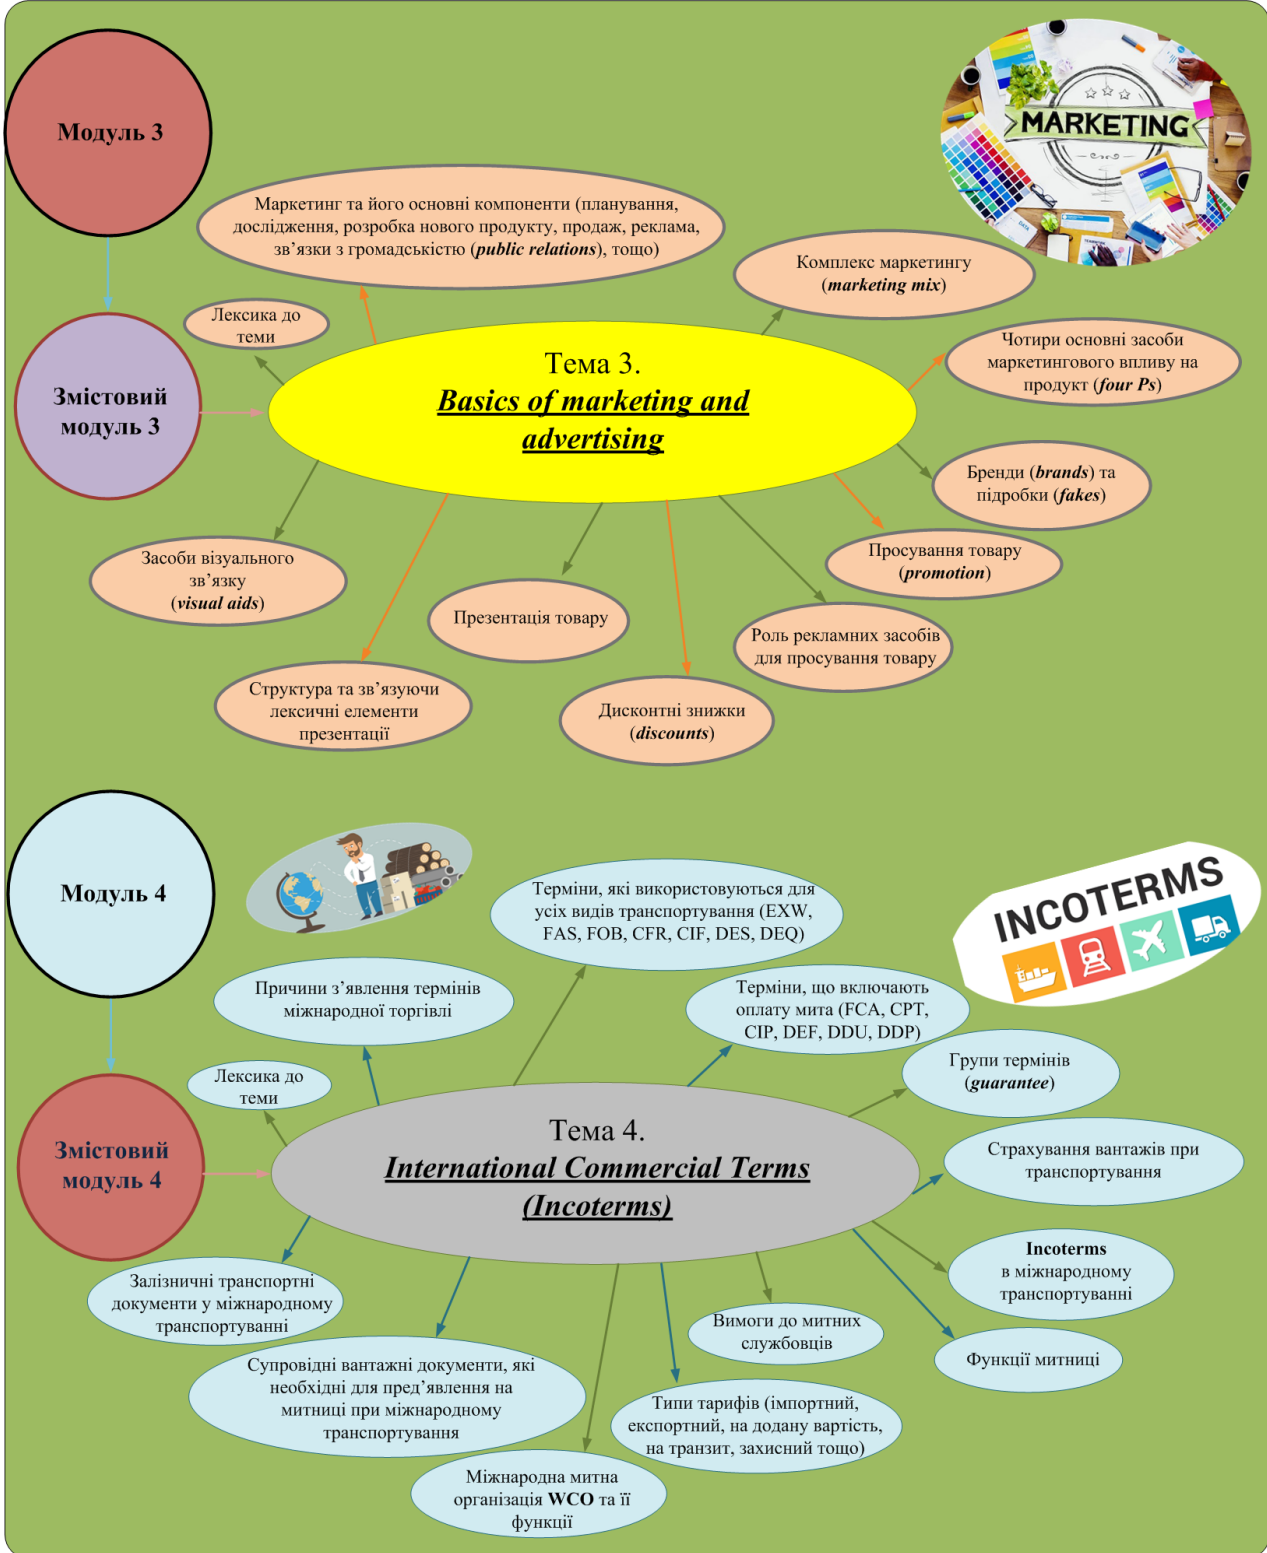 Модуль 3
MARKETING
Маркетинг та його основні компоненти (планування,
дослідження, розробка нового продукту, продаж, реклама,
зв’язки з громадськістю (public relations), тощо)
Комплекс маркетингу
(marketing mix)
Лексика до
теми
Чотири основні засоби
маркетингового впливу на
продукт (four Ps)
Змістовий
модуль 3
Тема 3.
Basics of marketing and
advertising
Бренди (brands) та
підробки (fakes)
Просування товару
(promotion)
Засоби візуального
зв’язку
(visual aids)
Презентація товару
Роль рекламних засобів
для просування товару
Структура та зв’язуючи
лексичні елементи
презентації
Дисконтні знижки
(discounts)
Модуль 4
INCOTERMS
Терміни, які використовуються для
усіх видів транспортування (EXW,
FAS, FOB, CFR, CIF, DES, DEQ)
Причини з’явлення термінів
міжнародної торгівлі
Терміни, що включають
оплату мита (FCA, CPT,
CIP, DEF, DDU, DDP)
Групи термінів
(guarantee)
Лексика до
теми
Змістовий
модуль 4
Тема 4.
International Commercial Terms
(Incoterms)
Страхування вантажів при
транспортування
Incoterms
в міжнародному
транспортуванні
Залізничні транспортні
документи у міжнародному
транспортуванні
Вимоги до митних
службовців
Функції митниці
Супровідні вантажні документи, які
необхідні для пред’явлення на
митниці при міжнародному
транспортування
Типи тарифів (імпортний,
експортний, на додану вартість,
на транзит, захисний тощо)
Міжнародна митна
організація WCO та її
функції